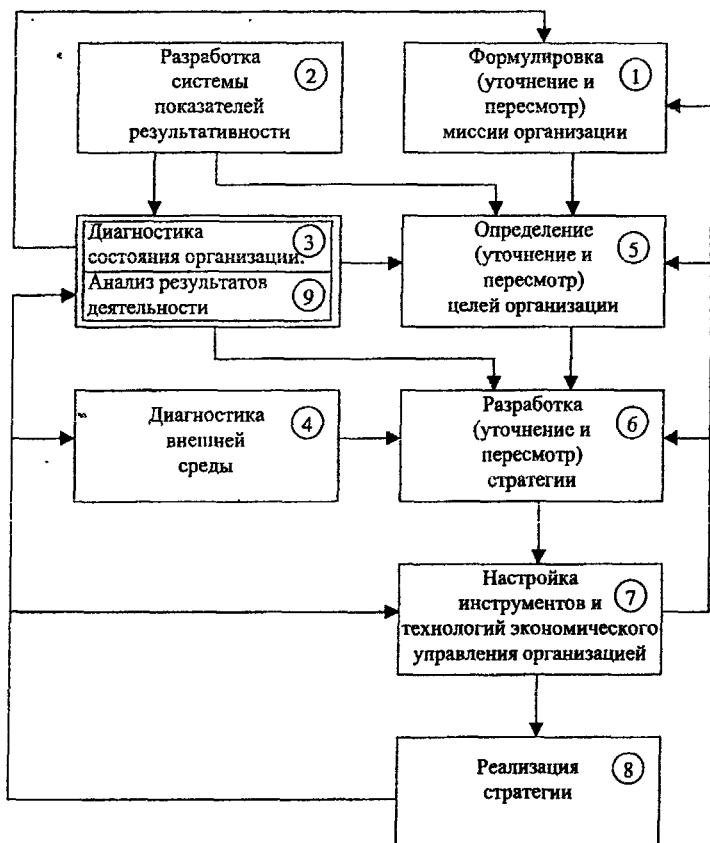 Разработка
системы
показателей
результативности
2
Формулировка
(уточнение и
пересмотр)
миссии организации
1
Диагностика
состояния организации.
3
Анализ результатов
деятельности
9
Определение
(уточнение и
пересмотр)
целей организации
5
Диагностика
внешней
среды
4
Разработка
(уточнение и
пересмотр)
стратегии
6
Настройка
инструментов и
технологий экономического
управления организацией
7
Реализация
стратегии
8